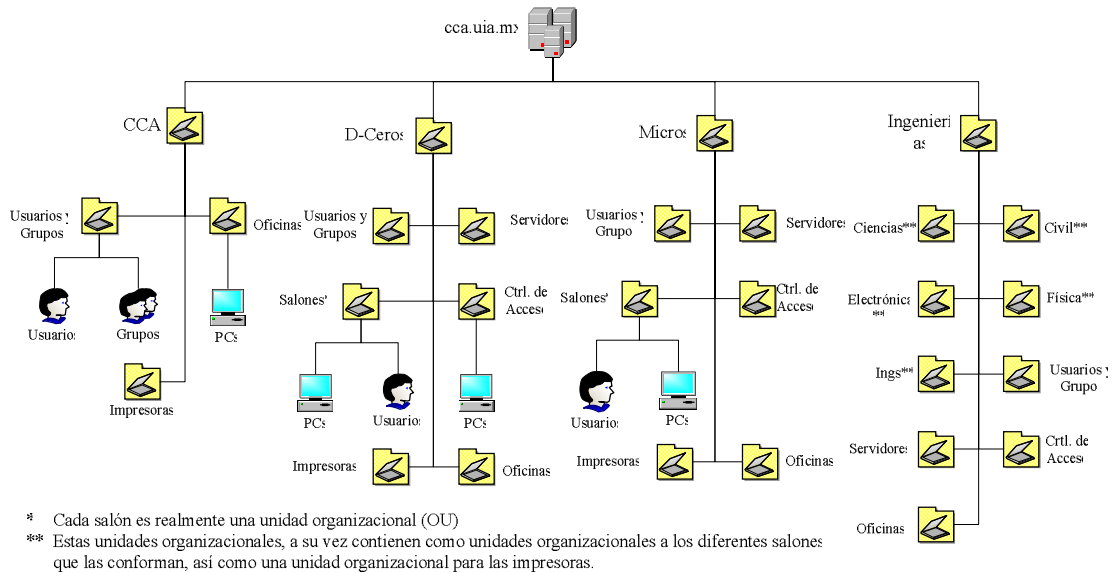 cca.uia.mx
CCA
D-Ceros
Micros
Ingenieri
as
Usuarios y
Grupos
Oficinas
Usuarios
Grupos
PCs
Impresoras
Usuarios y
Grupos
Servidores
Salones*
Ctrl. de
Acceso
PCs
Usuarios
PCs
Impresoras
Oficinas
Usuarios y
Grupo
Servidores
Salones*
Ctrl. de
Acceso
Usuarios
PCs
Impresoras
Oficinas
Ciencias**
Civil**
Electrónica
**
Física**
Ings**
Usuarios y
Grupo
Servidores
Crtl. de
Acceso
Oficinas
* Cada salón es realmente una unidad organizacional (OU)
** Estas unidades organizacionales, a su vez contienen como unidades organizacionales a los diferentes salones
que las conforman, así como una unidad organizacional para las impresoras.